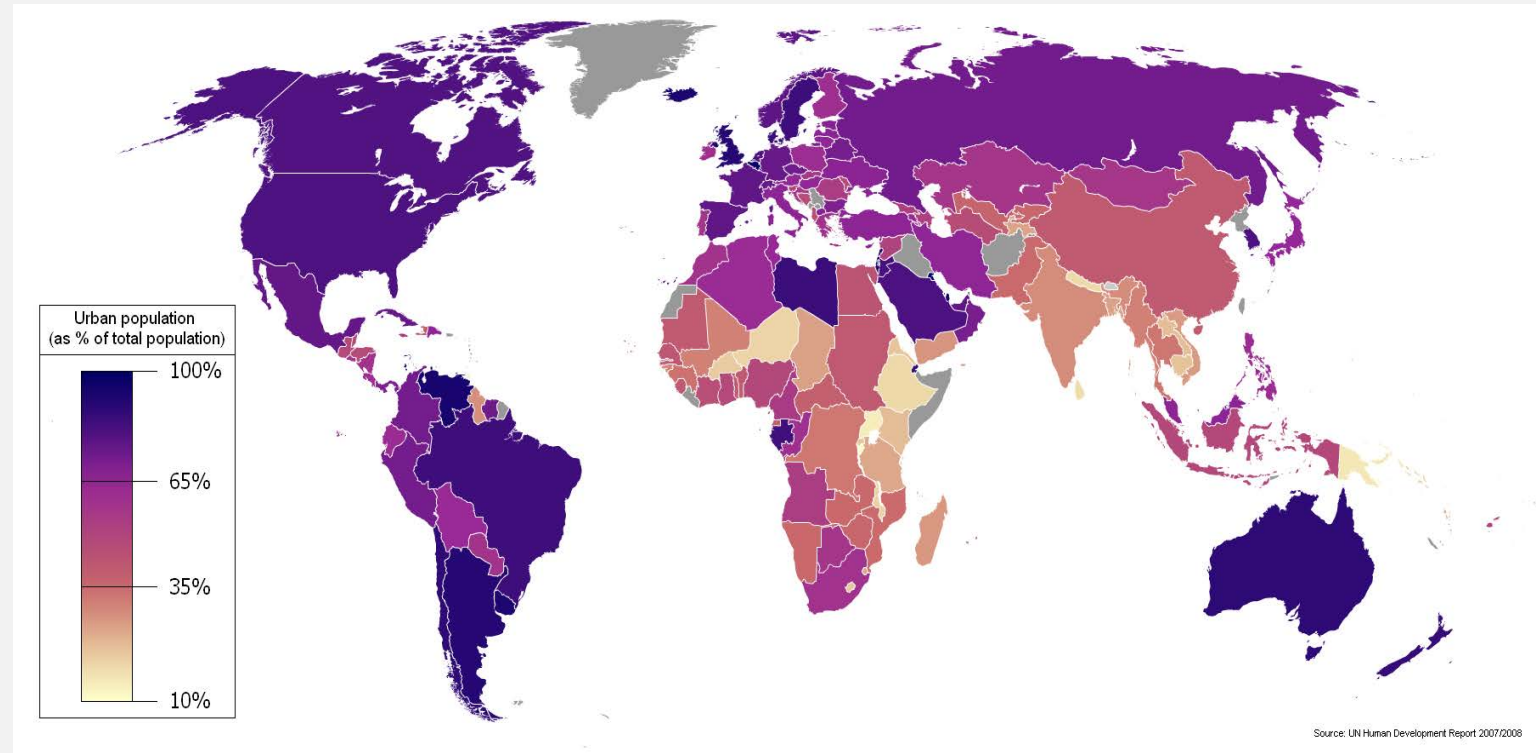 Urban population
(as % of total population)
100%
65%
35%
10%
Source: UN Human Development Report 2007/2008